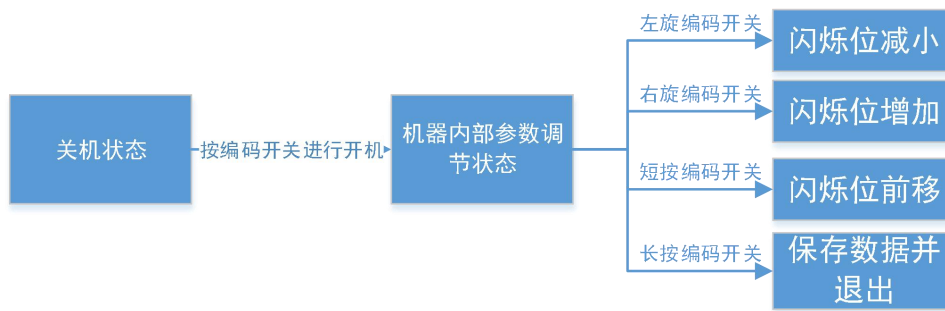 关机状态
按编码开关进行开机
机器内部参数调
节状态
左旋编码开关
闪烁位减小
右旋编码开关
闪烁位增加
短按编码开关
闪烁位前移
长按编码开关
保存数据并
退出